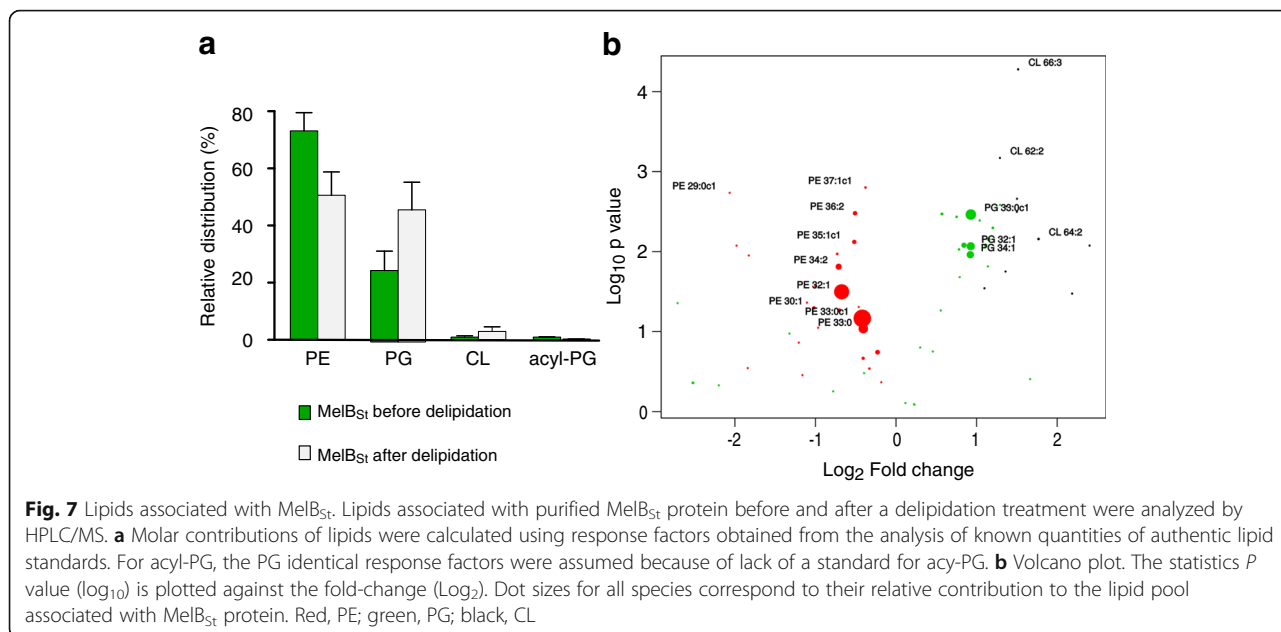 a
Relative distribution (%)
80
60
40
20
0
PE PG CL acyl-PG
MelBSt before delipidation
MelBSt after delipidation
b
Log10 p value
4
3
2
1
0
CL 66:3
CL 62:2
PE 37:1c1
PE 29:0c1
PE 36:2
PG 33:0c1
PE 35:1c1
PG 32:1
CL 64:2
PG 34:1
PE 34:2
PE 32:1
PE 30:1
PE 33:0c1
PE 33:0
-2 -1 0 1 2
Log2 Fold change
Fig. 7 Lipids associated with MelBSt. Lipids associated with purified MelBSt protein before and after a delipidation treatment were analyzed by
HPLC/MS. a Molar contributions of lipids were calculated using response factors obtained from the analysis of known quantities of authentic lipid
standards. For acyl-PG, the PG identical response factors were assumed because of lack of a standard for acy-PG. b Volcano plot. The statistics P
value (log10) is plotted against the fold-change (Log2). Dot sizes for all species correspond to their relative contribution to the lipid pool
associated with MelBSt protein. Red, PE; green, PG; black, CL